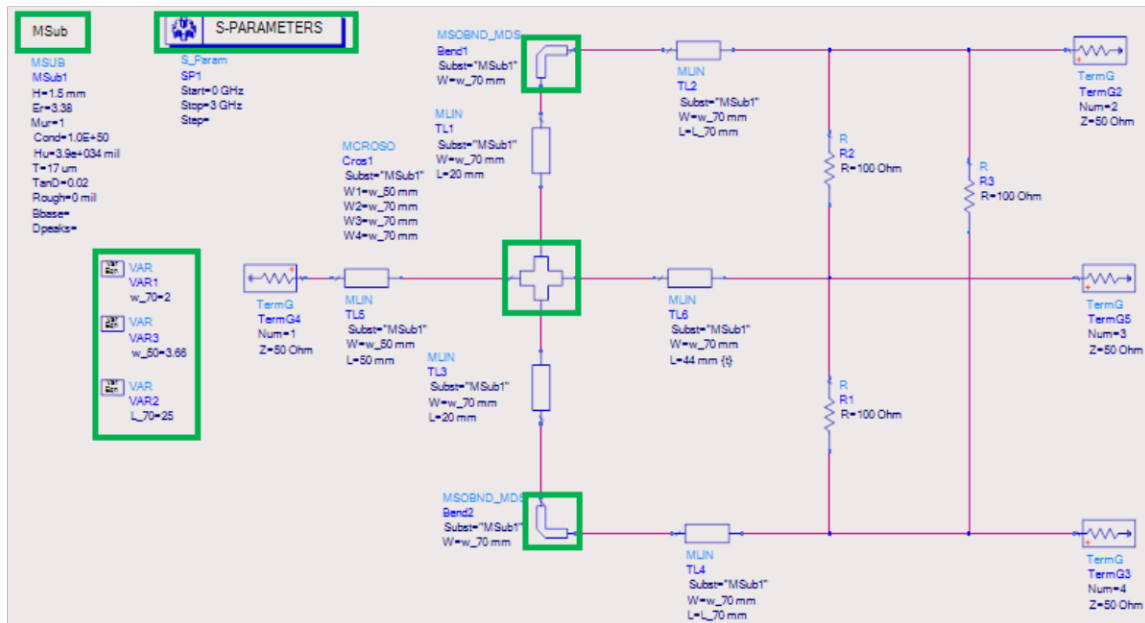 MSub
MSUB
MSub1
H=1.5 mm
Er=3.38
Mur=1
Cond=1.0E+50
Hu=3.9e+034 mil
T=17 um
TanD=0.02
Rough=0 mil
Bbase=
Dpeaks=
S-PARAMETERS
S_Param
SP1
Start=0 GHz
Stop=3 GHz
Step=
Var
Eqn
VAR
VAR1
w_70=2
Var
Eqn
VAR
VAR3
w_50=3.66
Var
Eqn
VAR
VAR2
L_70=25
MSOBND_MDS
Bend1
Subst="MSub1"
W=w_70 mm
MLIN
TL1
Subst="MSub1"
W=w_70 mm
L=20 mm
MLIN
TL2
Subst="MSub1"
W=w_70 mm
L=L_70 mm
TermG
TermG2
Num=2
Z=50 Ohm
MCROSO
Cros1
Subst="MSub1"
W1=w_50 mm
W2=w_70 mm
W3=w_70 mm
W4=w_70 mm
R
R2
R=100 Ohm
R
R3
R=100 Ohm
TermG
TermG4
Num=1
Z=50 Ohm
MLIN
TL5
Subst="MSub1"
W=w_50 mm
L=50 mm
MLIN
TL6
Subst="MSub1"
W=w_70 mm
L=44 mm {t}
TermG
TermG5
Num=3
Z=50 Ohm
MLIN
TL3
Subst="MSub1"
W=w_70 mm
L=20 mm
R
R1
R=100 Ohm
MSOBND_MDS
Bend2
Subst="MSub1"
W=w_70 mm
MLIN
TL4
Subst="MSub1"
W=w_70 mm
L=L_70 mm
TermG
TermG3
Num=4
Z=50 Ohm